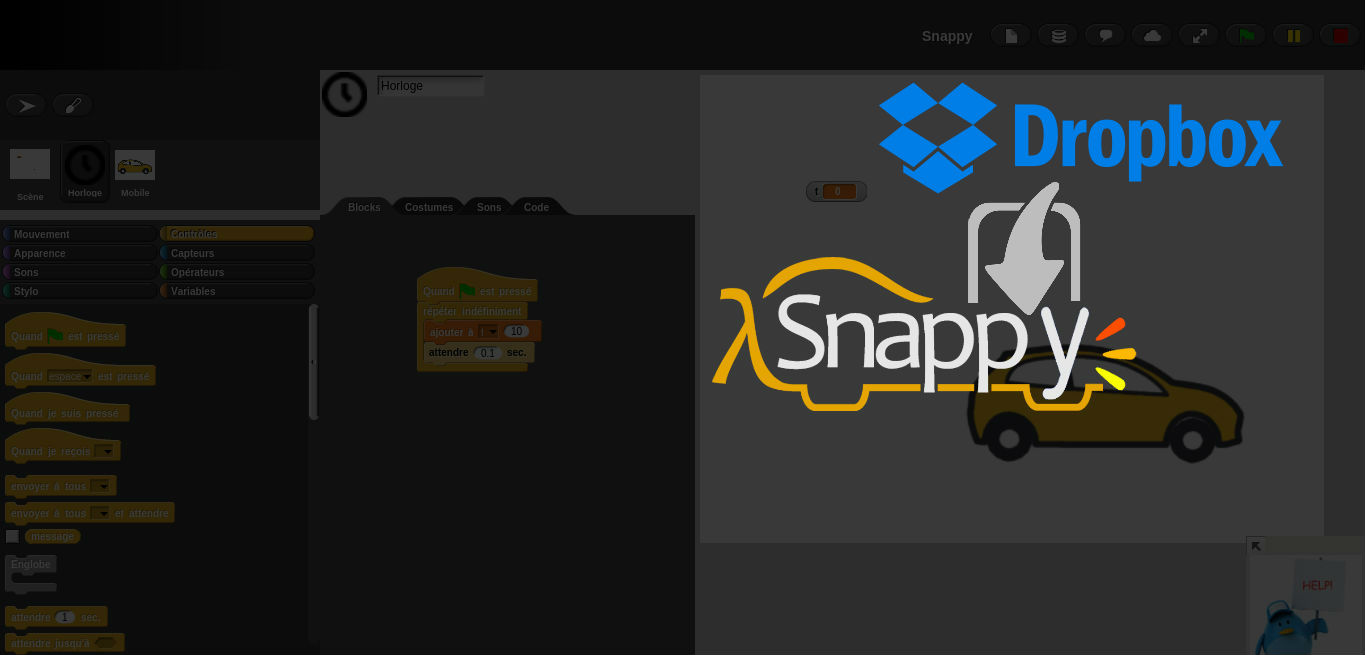 Snappy
Horloge
Scène
Horloge
Mobile
Blocks
Costumes
Sons
Code
Mouvement
Contrôles
Apparence
Capteurs
Sons
Opérateurs
Stylo
Variables
Quand est pressé
Quand espace est pressé
Quand je suis pressé
Quand je reçois
envoyer à tous
envoyer à tous et attendre
message
Englobe
attendre 1 sec.
attendre jusqu'à
Quand est pressé
répéter indéfiniment
ajouter à t 10
attendre 0.1 sec.
Dropbox
t 0
λSnappy
HELP!